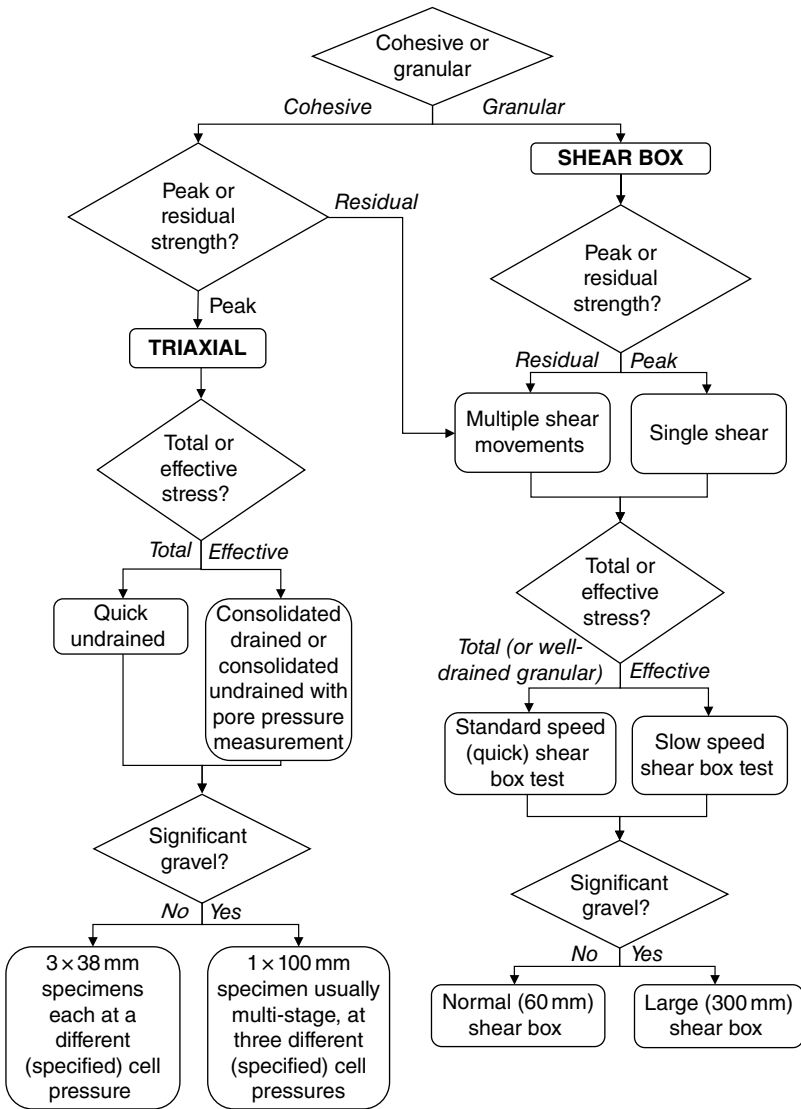 Cohesive or
granular
Cohesive
Granular
SHEAR BOX
Peak or
residual
strength?
Residual
Peak
TRIAXIAL
Total or
effective
stress?
Total
Effective
Quick
undrained
Consolidated
drained or
consolidated
undrained with
pore pressure
measurement
Significant
gravel?
No
Yes
3 × 38 mm
specimens
each at a
different
(specified) cell
pressure
1 × 100 mm
specimen usually
multi-stage, at
three different
(specified) cell
pressures
Peak or
residual
strength?
Residual
Peak
Multiple shear
movements
Single shear
Total or
effective
stress?
Total (or well-
drained granular)
Effective
Standard speed
(quick) shear
box test
Slow speed
shear box test
Significant
gravel?
No
Yes
Normal (60 mm)
shear box
Large (300 mm)
shear box